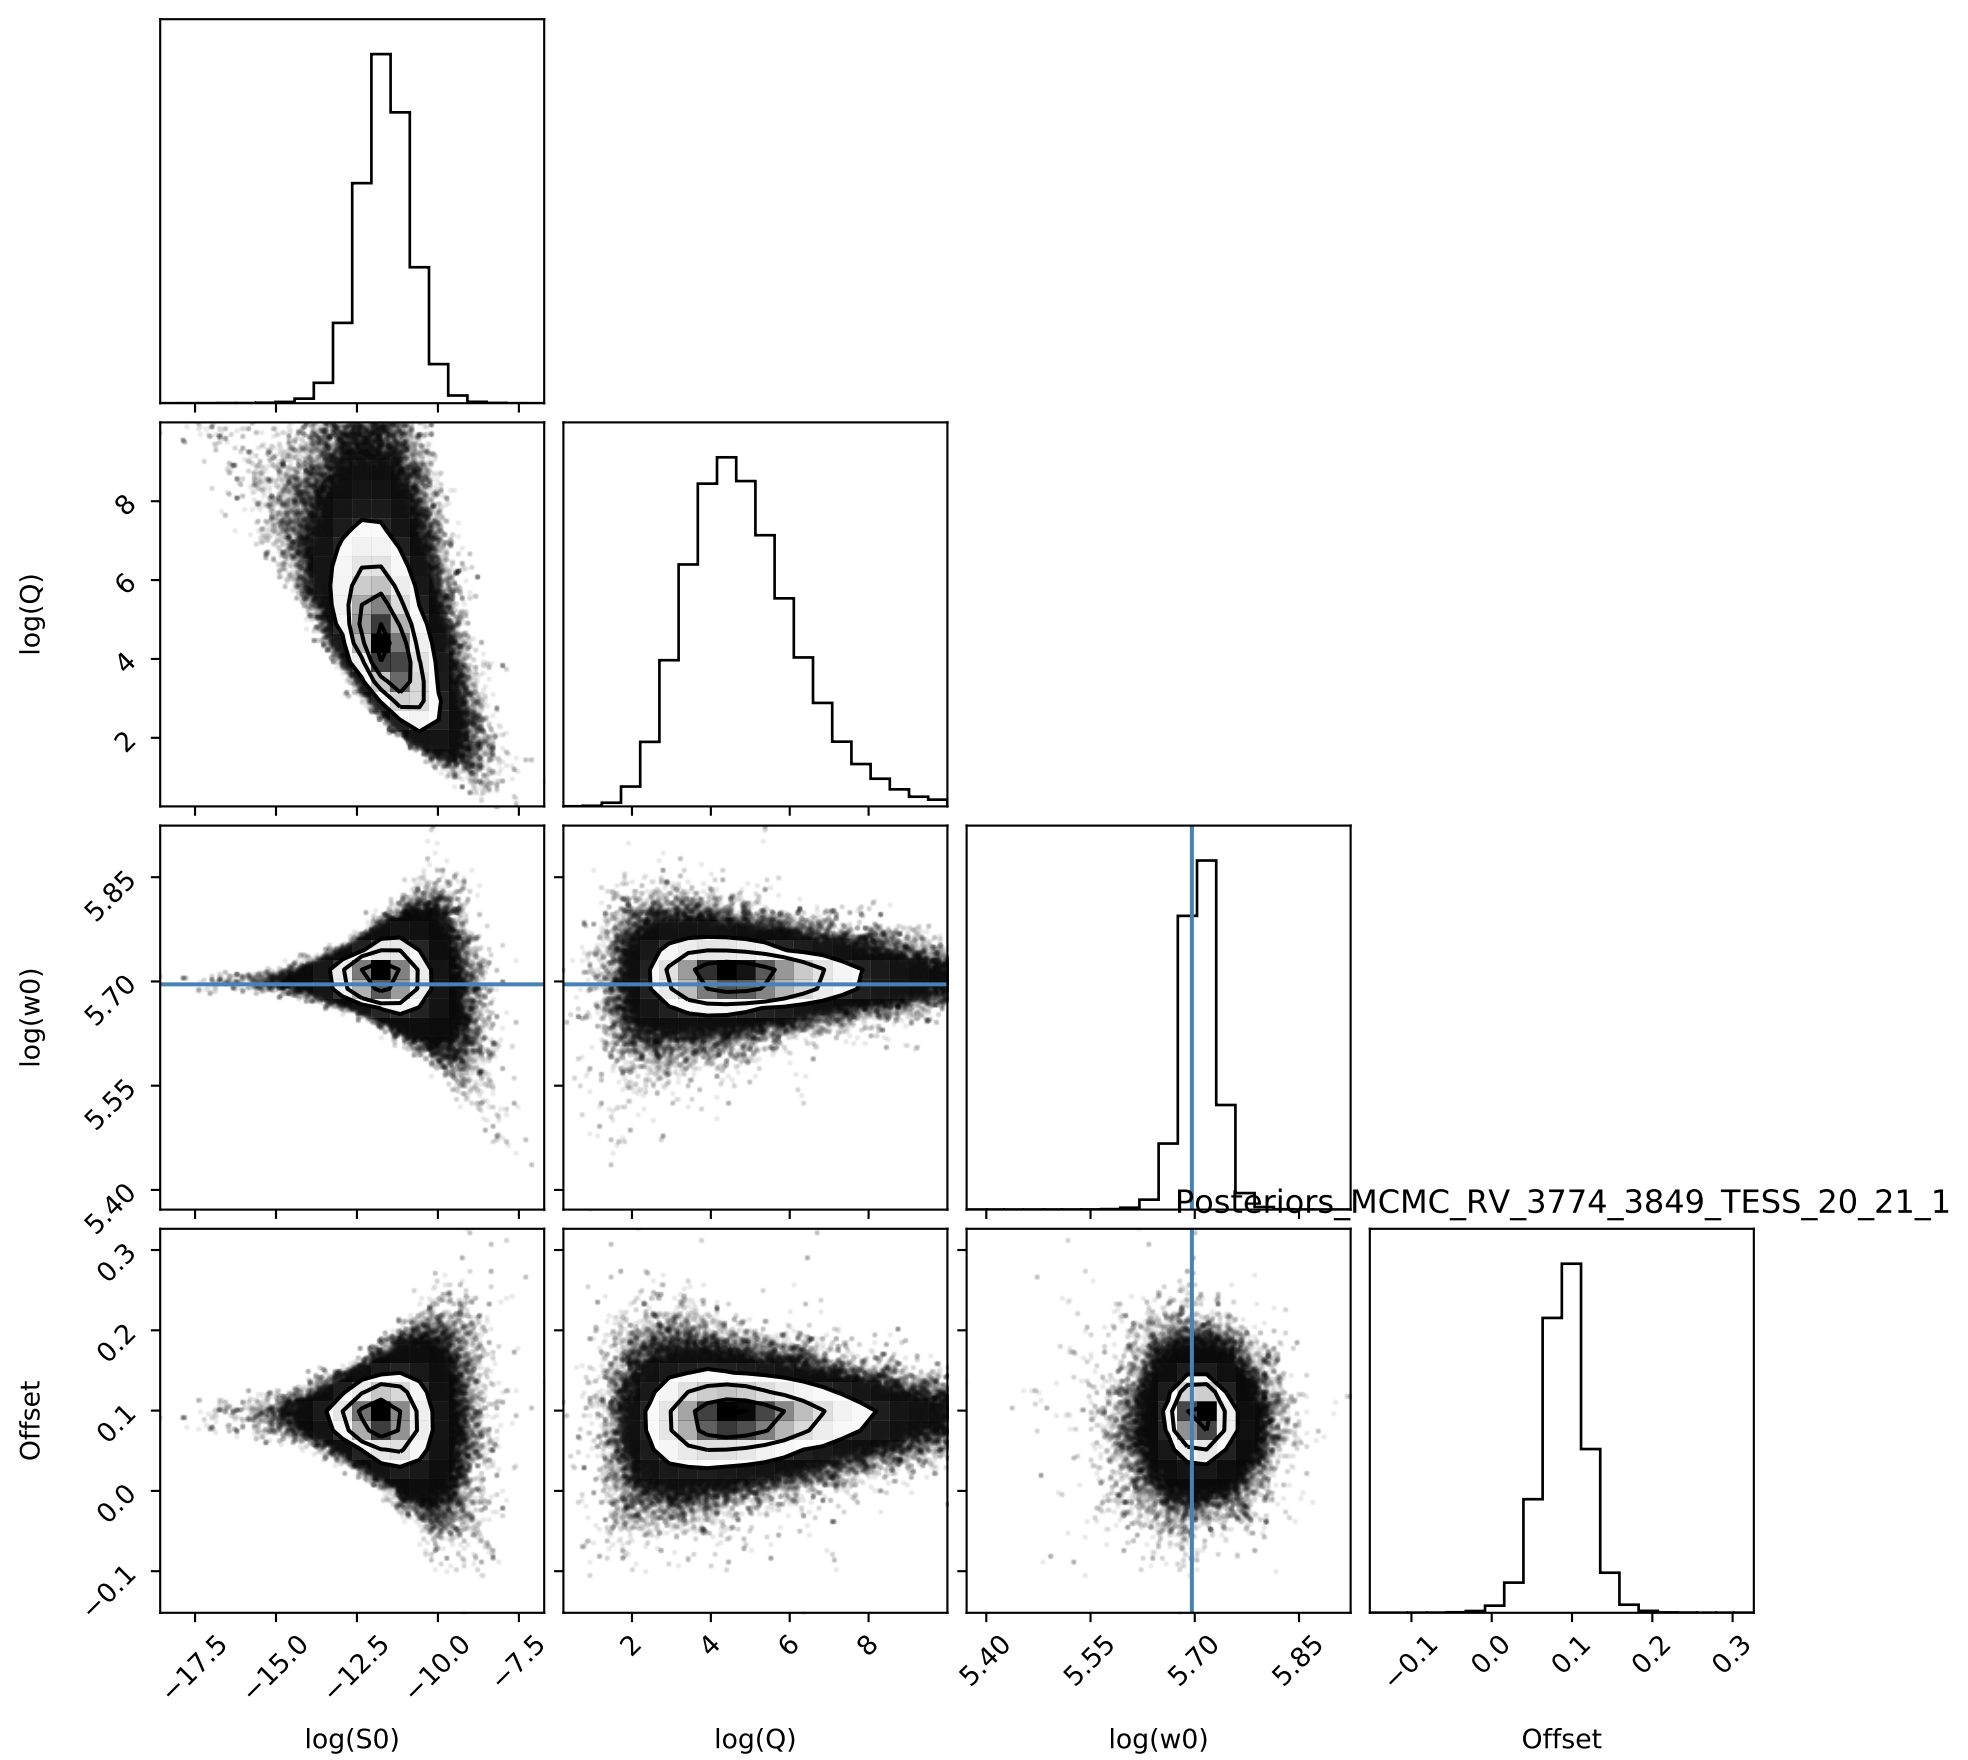 8
6
4
2
log(Q)
5.85
5.70
5.55
5.40
log(w0)
Posteriors_MCMC_RV_3774_3849_TESS_20_21_1
0.3
0.2
0.1
0.0
−0.1
Offset
−17.5 −15.0 −12.5 −10.0 −7.5 2 4 6 8 5.40 5.55 5.70 5.85 −0.1 0.0 0.1 0.2 0.3
log(S0) log(Q) log(w0) Offset